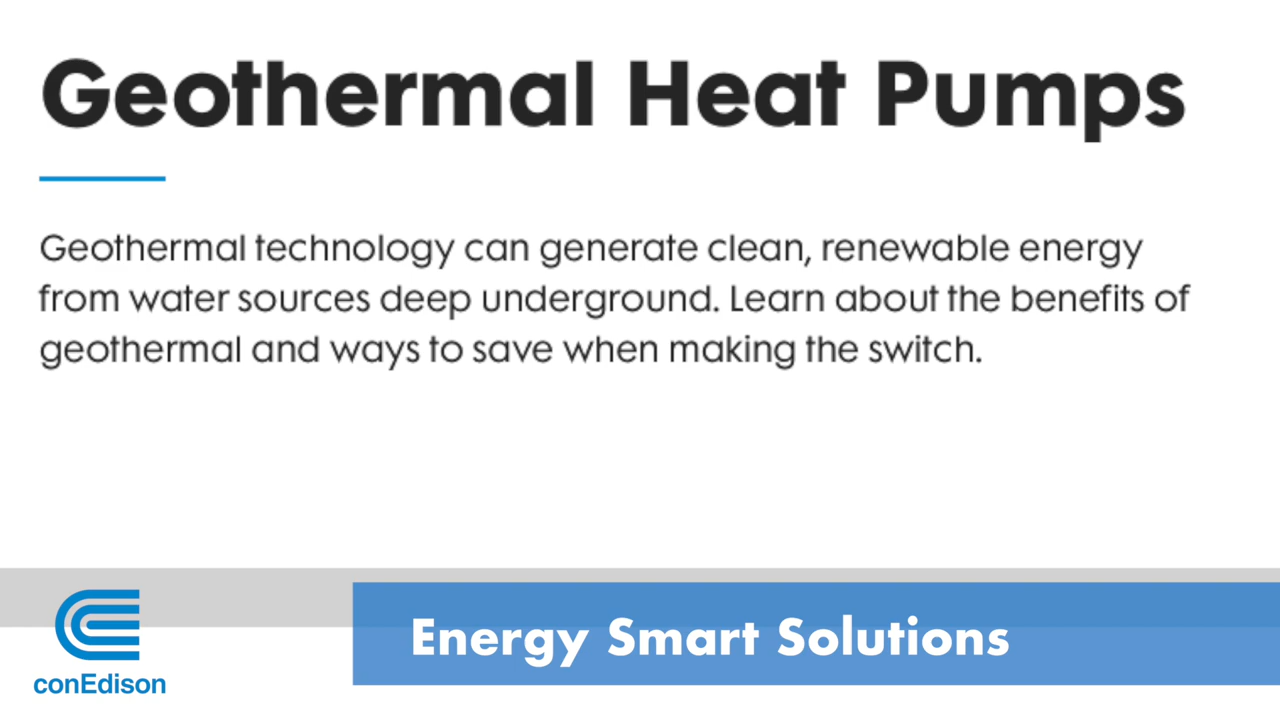 Geothermal Heat Pumps
Geothermal technology can generate clean, renewable energy
from water sources deep underground. Learn about the benefits of
geothermal and ways to save when making the switch.
Energy Smart Solutions
conEdison